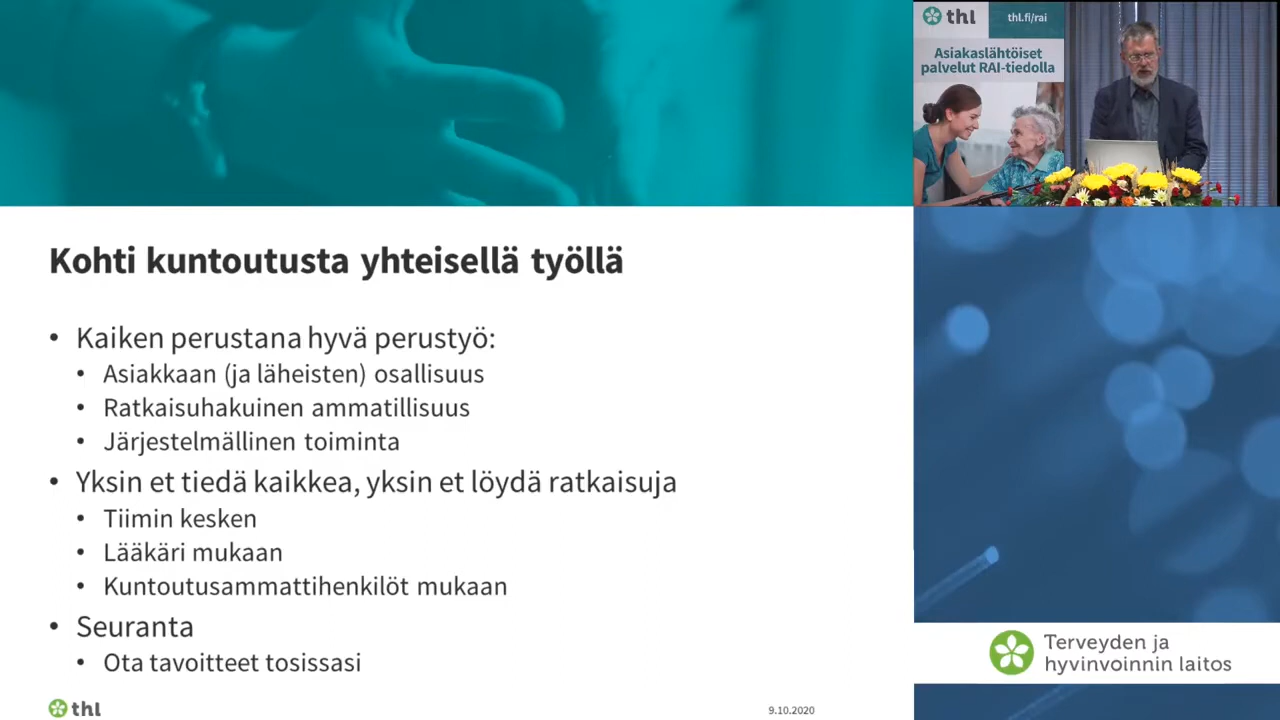 Kohti kuntoutusta yhteisellä työllä
• Kaiken perustana hyvä perustyö:
• Asiakkaan (ja läheisten) osallisuus
• Ratkaisuhakuinen ammatillisuus
• Järjestelmällinen toiminta
• Yksin et tiedä kaikkea, yksin et löydä ratkaisuja
• Tiimin kesken
• Lääkäri mukaan
• Kuntoutusammattihenkilöt mukaan
• Seuranta
• Ota tavoitteet tosissasi
thl
9.10.2020
thl
thl.fi/rai
Asiakaslähtöiset
palvelut RAI-tiedolla
Terveyden ja
hyvinvoinnin laitos